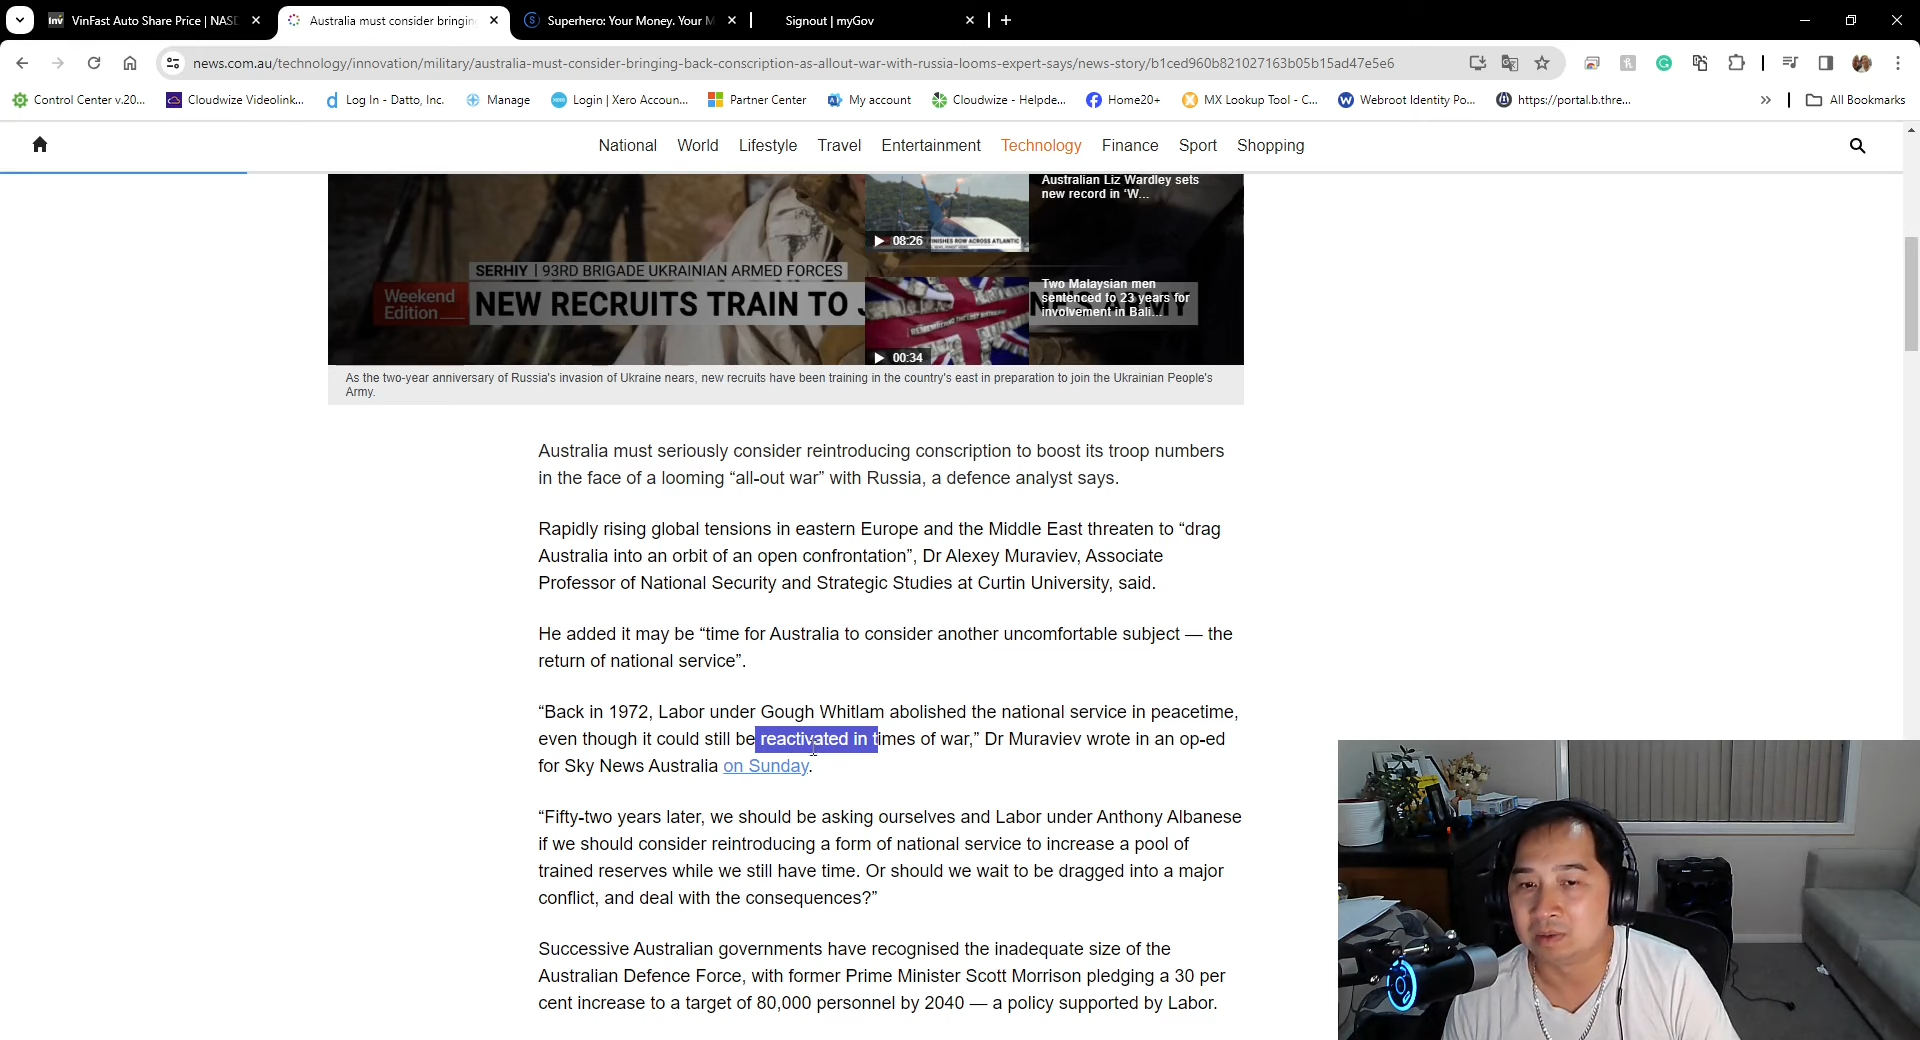 VinFast Auto Share Price | NASD
Australia must consider bringing
Superhero: Your Money. Your M
Signout | myGov
news.com.au/technology/innovation/military/australia-must-consider-bringing-back-conscription-as-allout-war-with-russia-looms-expert-says/news-story/b1ced960b821027163b05b15ad47e5e6
Control Center v.20...
Cloudwize Videolink...
Log In - Datto, Inc.
Manage
Login | Xero Accoun...
Partner Center
My account
Cloudwize - Helpde...
Home20+
MX Lookup Tool - C...
Webroot Identity Po...
https://portal.b.thre...
All Bookmarks
National World Lifestyle Travel Entertainment Technology Finance Sport Shopping
Australian Liz Wardley sets
new record in ‘W...
08:26
FINISHES ROW ACROSS ATLANTIC
SERHIY | 93RD BRIGADE UKRAINIAN ARMED FORCES
Weekend
Edition
NEW RECRUITS TRAIN TO
Two Malaysian men
sentenced to 23 years for
involvement in Bali...
NE'S ARMY
00:34
As the two-year anniversary of Russia's invasion of Ukraine nears, new recruits have been training in the country's east in preparation to join the Ukrainian People's
Army.
Australia must seriously consider reintroducing conscription to boost its troop numbers
in the face of a looming “all-out war” with Russia, a defence analyst says.
Rapidly rising global tensions in eastern Europe and the Middle East threaten to “drag
Australia into an orbit of an open confrontation”, Dr Alexey Muraviev, Associate
Professor of National Security and Strategic Studies at Curtin University, said.
He added it may be “time for Australia to consider another uncomfortable subject — the
return of national service”.
“Back in 1972, Labor under Gough Whitlam abolished the national service in peacetime,
even though it could still be reactivated in times of war,” Dr Muraviev wrote in an op-ed
for Sky News Australia on Sunday.
“Fifty-two years later, we should be asking ourselves and Labor under Anthony Albanese
if we should consider reintroducing a form of national service to increase a pool of
trained reserves while we still have time. Or should we wait to be dragged into a major
conflict, and deal with the consequences?”
Successive Australian governments have recognised the inadequate size of the
Australian Defence Force, with former Prime Minister Scott Morrison pledging a 30 per
cent increase to a target of 80,000 personnel by 2040 — a policy supported by Labor.